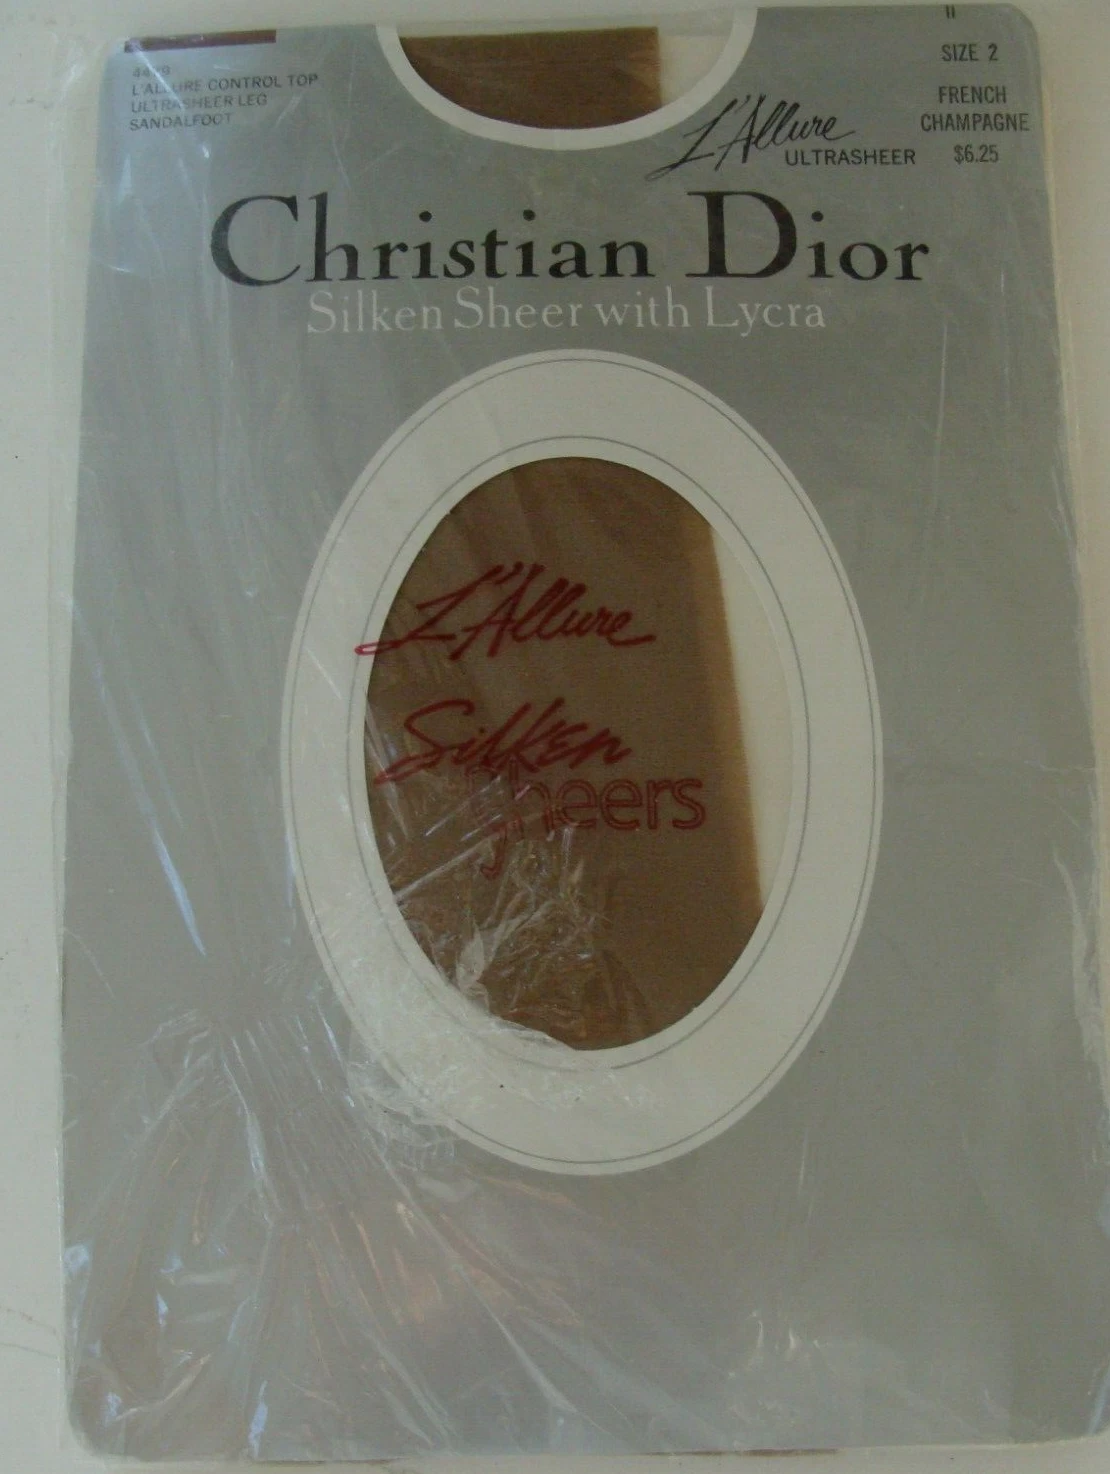 4479
L'ALLURE CONTROL TOP
ULTRASHEER LEG
SANDALFOOT
SIZE 2
FRENCH
CHAMPAGNE
$6.25
L'Allure
ULTRASHEER
Christian Dior
Silken Sheer with Lycra
L'Allure
Silken
Sheers